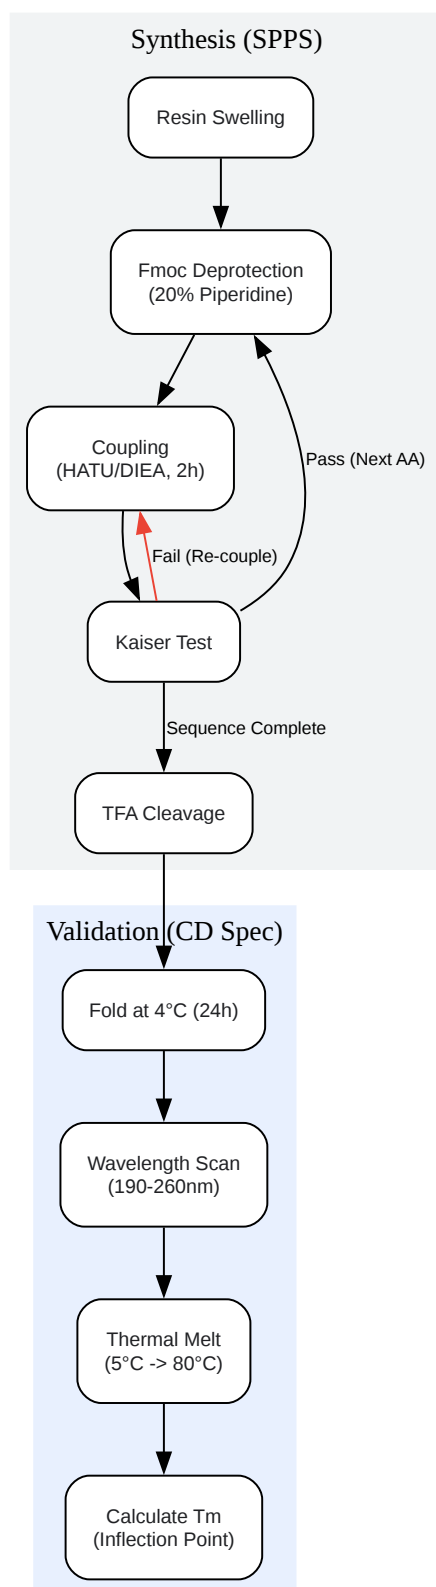 Synthesis (SPPS)
Resin Swelling
Fmoc Deprotection
(20% Piperidine)
Coupling
(HATU/DIEA, 2h)
Pass (Next AA)
Fail (Re-couple)
Kaiser Test
Sequence Complete
TFA Cleavage
Validation (CD Spec)
Fold at 4°C (24h)
Wavelength Scan
(190-260nm)
Thermal Melt
(5°C -> 80°C)
Calculate Tm
(Inflection Point)